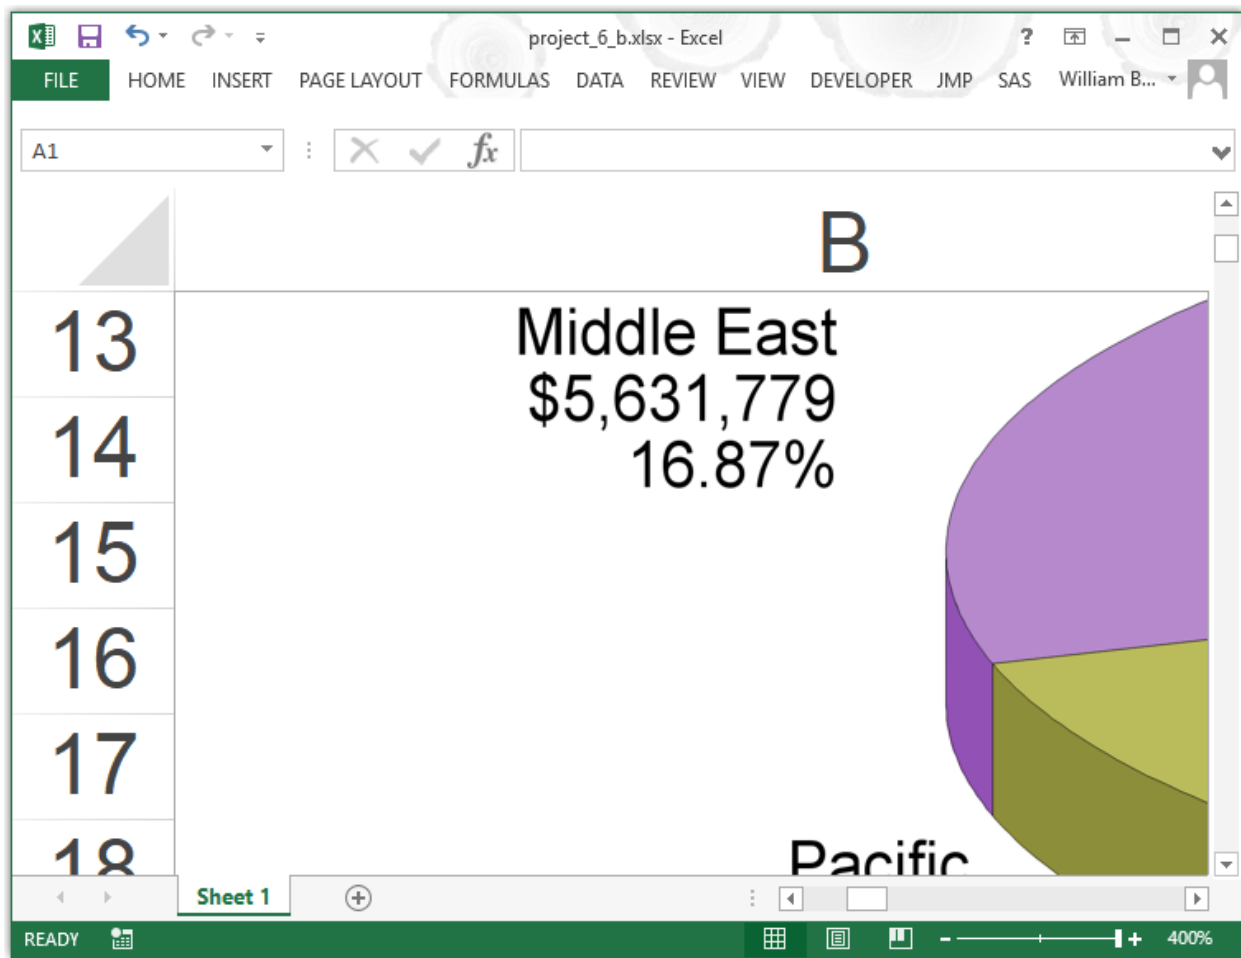 project_6_b.xlsx - Excel
?
FILE HOME INSERT PAGE LAYOUT FORMULAS DATA REVIEW VIEW DEVELOPER JMP SAS William B...
A1 fx
B
13
14
15
16
17
18
Middle East
$5,631,779
16.87%
Pacific
Sheet 1
READY 400%